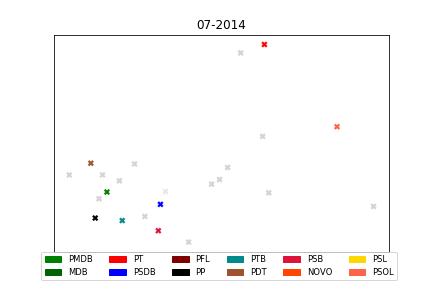 07-2014
PMDB PT PFL PTB PSB PSL
MDB PSDB PP PDT NOVO PSOL